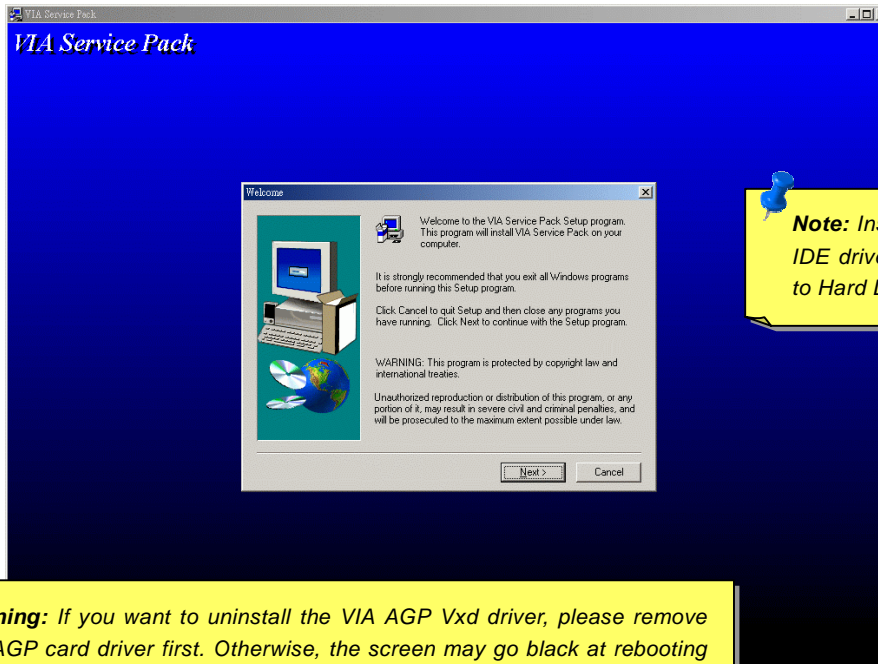 VIA Service Pack
VIA Service Pack
Welcome
Welcome to the VIA Service Pack Setup program.
This program will install VIA Service Pack on your
computer.
It is strongly recommended that you exit all Windows programs
before running this Setup program.
Click Cancel to quit Setup and then close any programs you
have running. Click Next to continue with the Setup program.
WARNING: This program is protected by copyright law and
international treaties.
Unauthorized reproduction or distribution of this program, or any
portion of it, may result in severe civil and criminal penalties, and
will be prosecuted to the maximum extent possible under law.
Next >
Cancel
Note: Ins
IDE drive
to Hard
ning: If you want to uninstall the VIA AGP Vxd driver, please remove
AGP card driver first. Otherwise, the screen may go black at rebooting